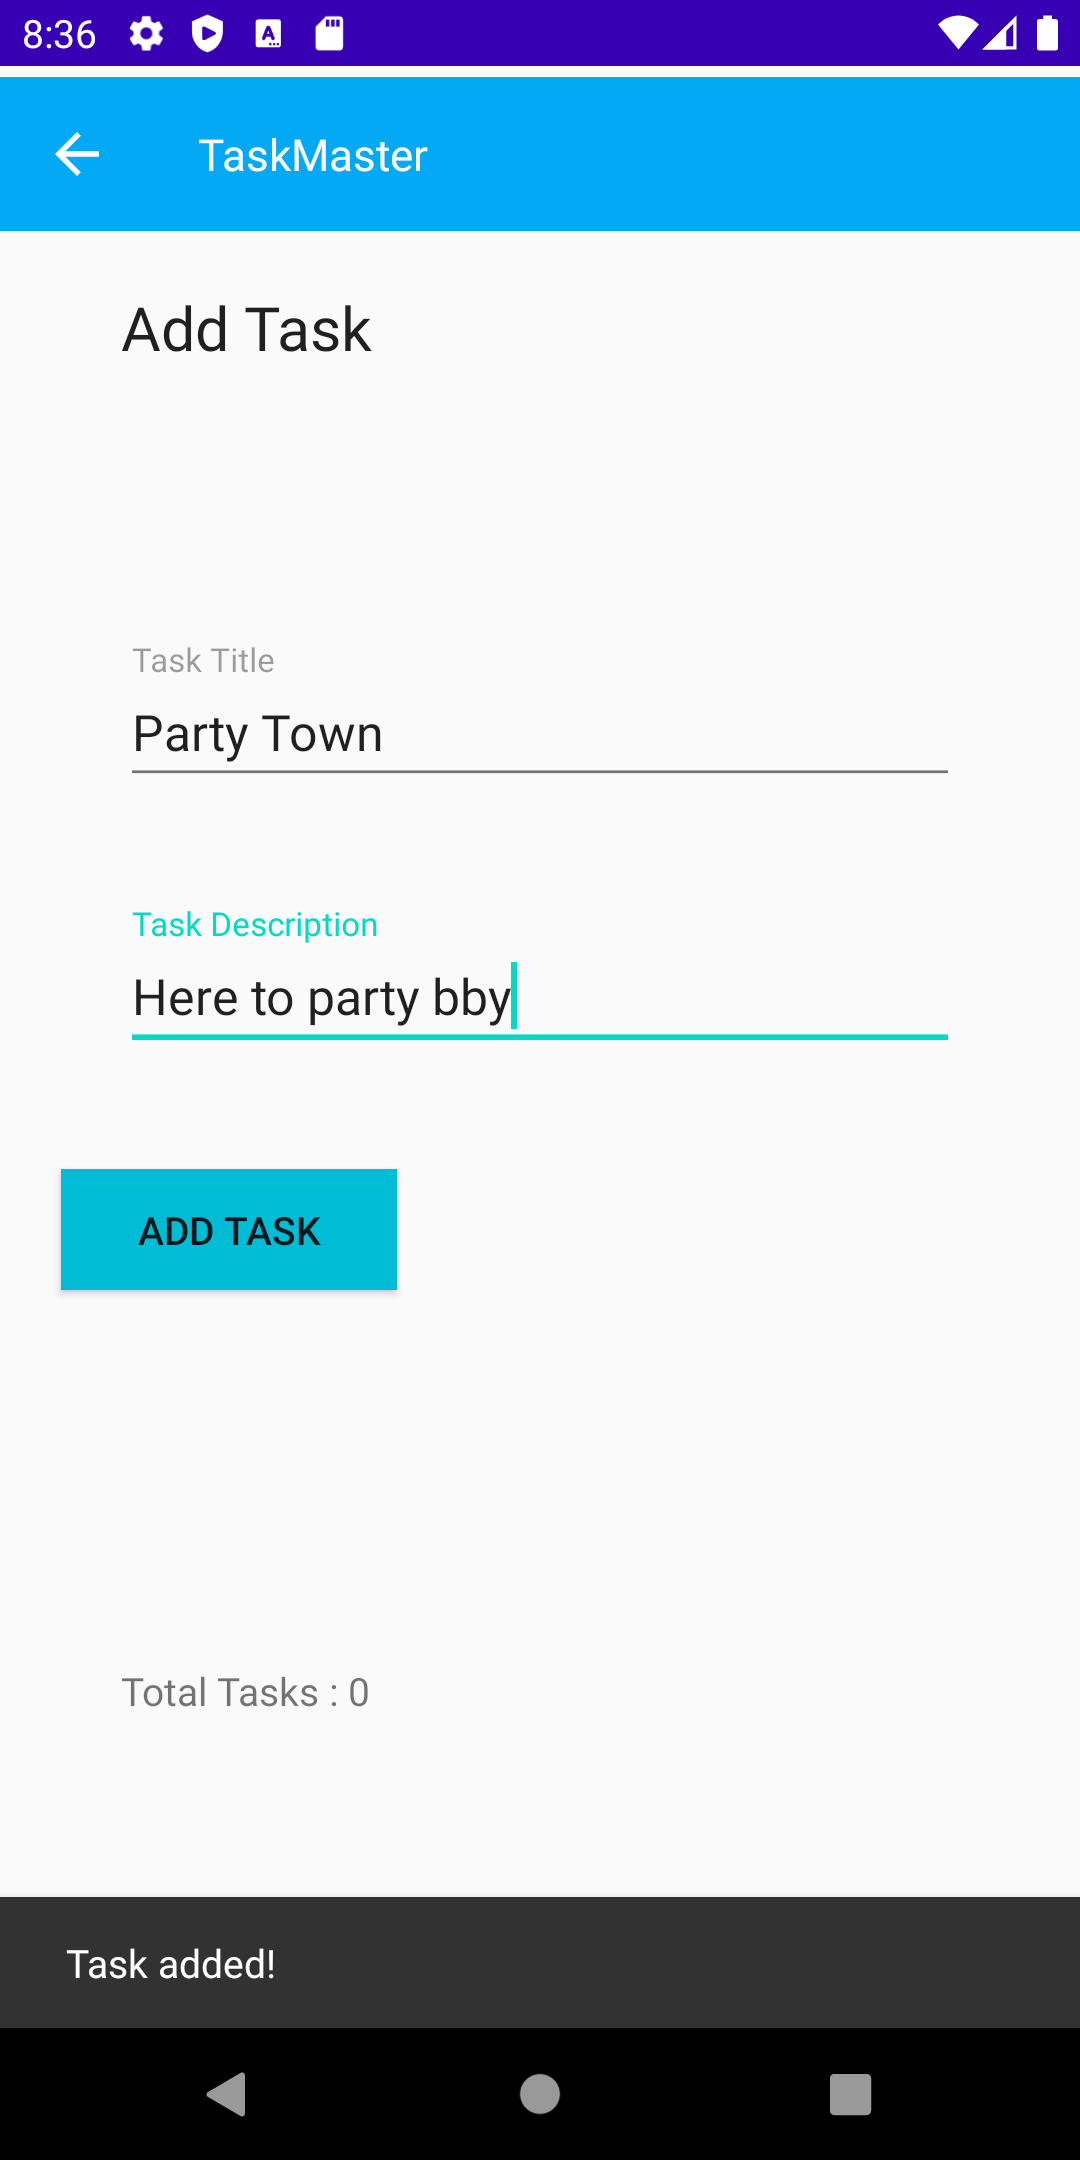 8:36
TaskMaster
Add Task
Task Title
Party Town
Task Description
Here to party bby
ADD TASK
Total Tasks : 0
Task added!